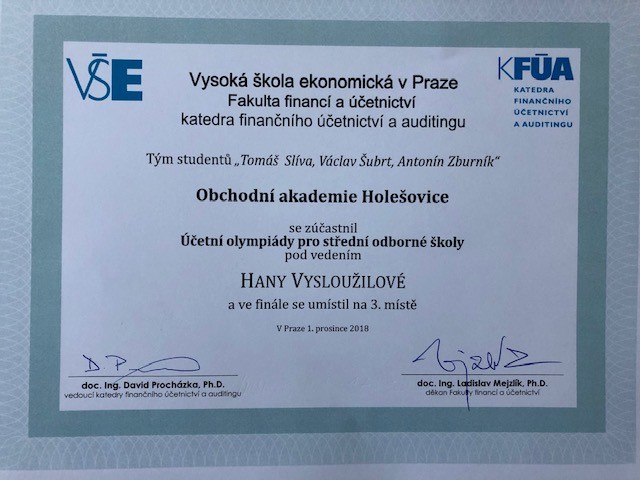 VŠE
Vysoká škola ekonomická v Praze
Fakulta financí a účetnictví
katedra finančního účetnictví a auditingu
KFÚA
KATEDRA
FINANČNÍHO
ÚČETNICTVÍ
A AUDITINGU
Tým studentů „Tomáš Slíva, Václav Šubrt, Antonín Zburník“
Obchodní akademie Holešovice
se zúčastnil
Účetní olympiády pro střední odborné školy
pod vedením
HANY VYSLOUŽILOVÉ
a ve finále se umístil na 3. místě
V Praze 1. prosince 2018
D. P
doc. Ing. David Procházka, Ph.D.
vedoucí katedry finančního účetnictví a auditingu
doc. Ing. Ladislav Mejzlík, Ph.D.
děkan Fakulty financí a účetnictví